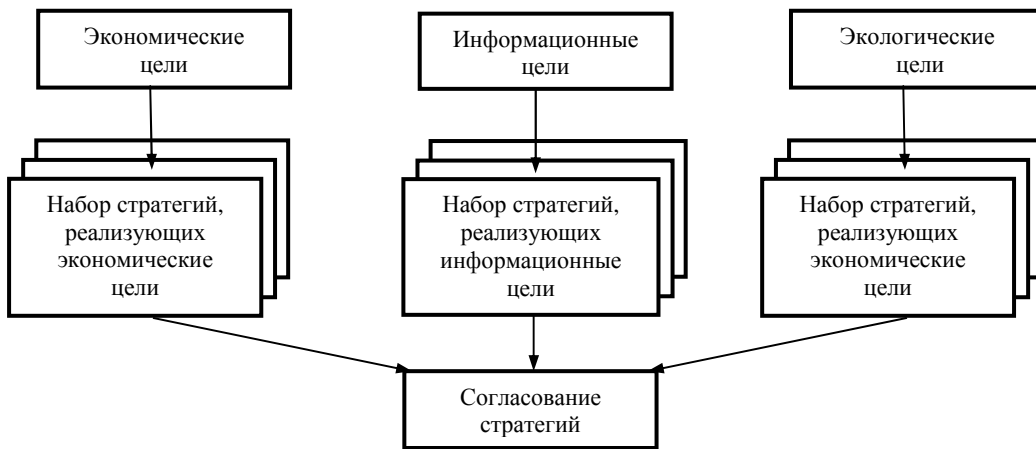 Экономические
цели
Информационные
цели
Экологические
цели
Набор стратегий,
реализующих
экономические
цели
Набор стратегий,
реализующих
информационные
цели
Набор стратегий,
реализующих
экономические
цели
Согласование
стратегий